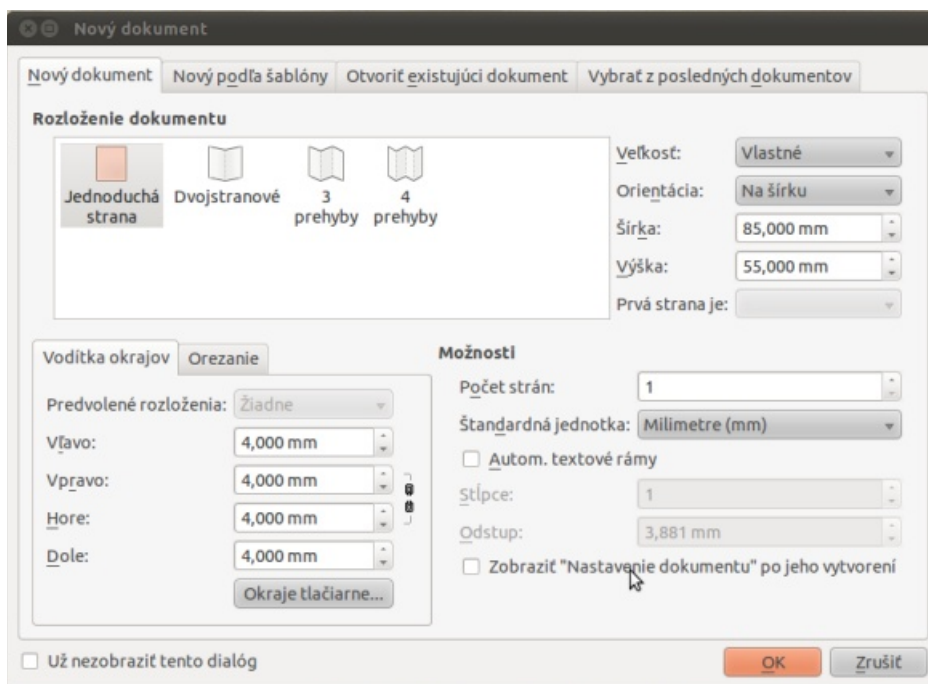 Nový dokument
Nový dokument Nový podľa šablóny Otvoriť existujúci dokument Vybrať z posledných dokumentov
Rozloženie dokumentu
Jednoduchá strana
Dvojstranové
3 prehyby
4 prehyby
Veľkosť: Vlastné
Orientácia: Na šírku
Šírka: 85,000 mm
Výška: 55,000 mm
Prvá strana je:
Vodítka okrajov Orezanie
Predvolené rozloženia: Žiadne
Vľavo: 4,000 mm
Vpravo: 4,000 mm
Hore: 4,000 mm
Dole: 4,000 mm
Okraje tlačiarne...
Možnosti
Počet strán: 1
Štandardná jednotka: Milimetre (mm)
Autom. textové rámy
Stĺpce: 1
Odstup: 3,881 mm
Zobraziť "Nastavenie dokumentu" po jeho vytvorení
Už nezobraziť tento dialóg
OK Zrušiť